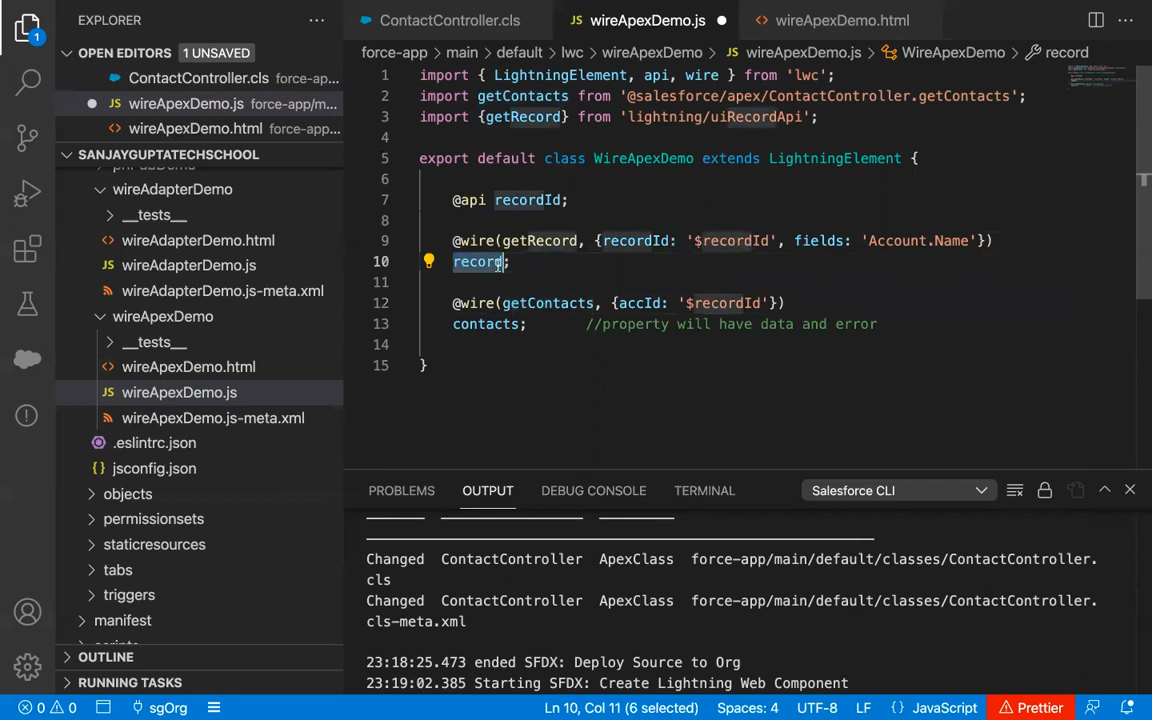 EXPLORER
OPEN EDITORS 1 UNSAVED
ContactController.cls force-ap...
wireApexDemo.js force-app/m...
wireApexDemo.html force-app...
SANJAYGUPTATECHSCHOOL
wireAdapterDemo
__tests__
wireAdapterDemo.html
wireAdapterDemo.js
wireAdapterDemo.js-meta.xml
wireApexDemo
__tests__
wireApexDemo.html
wireApexDemo.js
wireApexDemo.js-meta.xml
.eslintrc.json
jsconfig.json
objects
permissionsets
staticresources
tabs
triggers
manifest
OUTLINE
RUNNING TASKS
ContactController.cls JS wireApexDemo.js wireApexDemo.html
force-app > main > default > lwc > wireApexDemo > JS wireApexDemo.js > WireApexDemo > record
1 import { LightningElement, api, wire } from 'lwc';
2 import getContacts from '@salesforce/apex/ContactController.getContacts';
3 import {getRecord} from 'lightning/uiRecordApi';
4
5 export default class WireApexDemo extends LightningElement {
6
7 @api recordId;
8
9 @wire(getRecord, {recordId: '$recordId', fields: 'Account.Name'})
10 record;
11
12 @wire(getContacts, {accId: '$recordId'})
13 contacts; //property will have data and error
14
15 }
PROBLEMS OUTPUT DEBUG CONSOLE TERMINAL Salesforce CLI
Changed ContactController ApexClass force-app/main/default/classes/ContactController.
cls
Changed ContactController ApexClass force-app/main/default/classes/ContactController.
cls-meta.xml
23:18:25.473 ended SFDX: Deploy Source to Org
23:19:02.385 Starting SFDX: Create Lightning Web Component
0 0 sgOrg Ln 10, Col 11 (6 selected) Spaces: 4 UTF-8 LF JavaScript Prettier